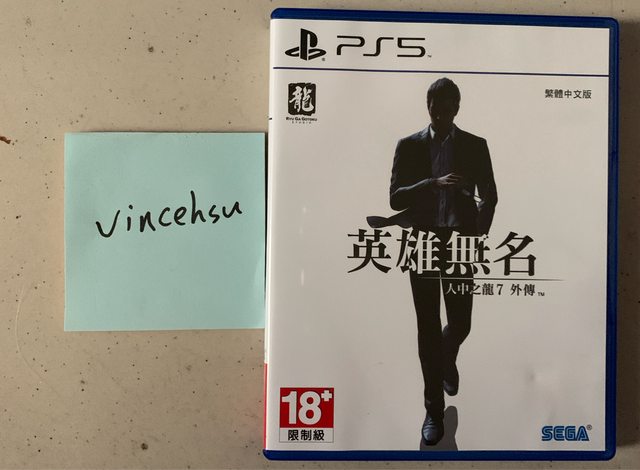 vincehsu
PS5™
龍
RYU GA GOTOKU
STUDIO
繁體中文版
英雄無名
人中之龍7 外傳™
18+
限制級
SEGA®